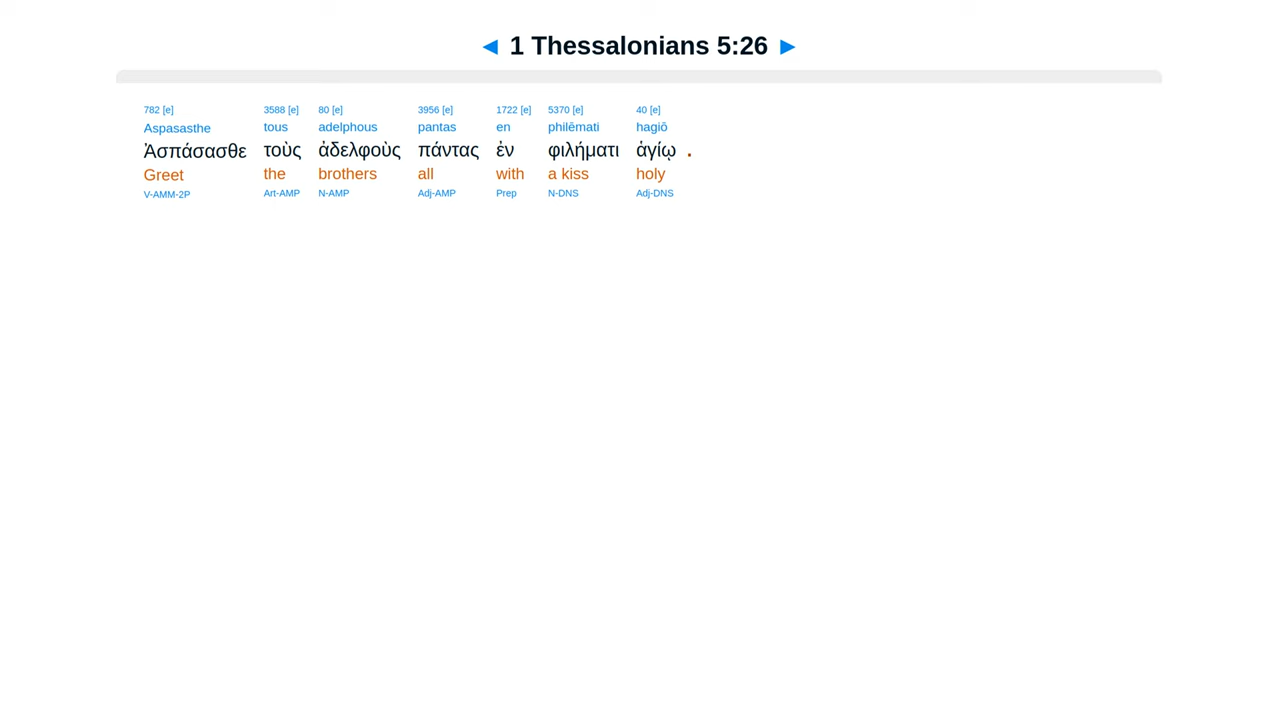 ◄ 1 Thessalonians 5:26 ►
782 [e] 3588 [e] 80 [e] 3956 [e] 1722 [e] 5370 [e] 40 [e]
Aspasasthe tous adelphous pantas en philēmati hagiō
Ἀσπάσασθε τοὺς ἀδελφοὺς πάντας ἐν φιλήματι ἁγίῳ .
Greet the brothers all with a kiss holy
V-AMM-2P Art-AMP N-AMP Adj-AMP Prep N-DNS Adj-DNS